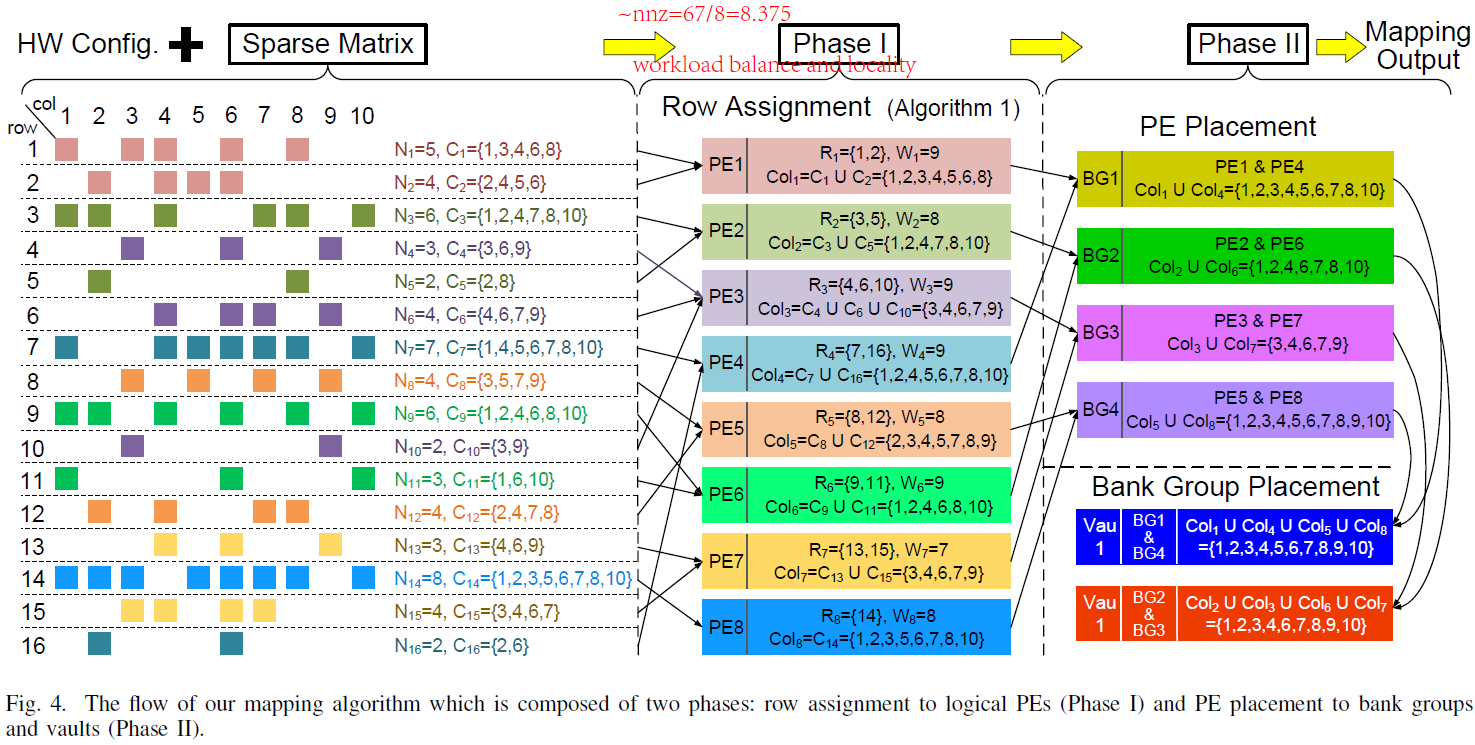 ~nnz=67/8=8.375
HW Config. + Sparse Matrix Phase I Phase II Mapping Output
workload balance and locality
col
row
1 2 3 4 5 6 7 8 9 10
1 N₁=5, C₁={1,3,4,6,8}
2 N₂=4, C₂={2,4,5,6}
3 N₃=6, C₃={1,2,4,7,8,10}
4 N₄=3, C₄={3,6,9}
5 N₅=2, C₅={2,8}
6 N₆=4, C₆={4,6,7,9}
7 N₇=7, C₇={1,4,5,6,7,8,10}
8 N₈=4, C₈={3,5,7,9}
9 N₉=6, C₉={1,2,4,6,8,10}
10 N₁₀=2, C₁₀={3,9}
11 N₁₁=3, C₁₁={1,6,10}
12 N₁₂=4, C₁₂={2,4,7,8}
13 N₁₃=3, C₁₃={4,6,9}
14 N₁₄=8, C₁₄={1,2,3,5,6,7,8,10}
15 N₁₅=4, C₁₅={3,4,6,7}
16 N₁₆=2, C₁₆={2,6}
Row Assignment (Algorithm 1)
PE1
R₁={1,2}, W₁=9
Col₁=C₁ U C₂={1,2,3,4,5,6,8}
PE2
R₂={3,5}, W₂=8
Col₂=C₃ U C₅={1,2,4,7,8,10}
PE3
R₃={4,6,10}, W₃=9
Col₃=C₄ U C₆ U C₁₀={3,4,6,7,9}
PE4
R₄={7,16}, W₄=9
Col₄=C₇ U C₁₆={1,2,4,5,6,7,8,10}
PE5
R₅={8,12}, W₅=8
Col₅=C₈ U C₁₂={2,3,4,5,7,8,9}
PE6
R₆={9,11}, W₆=9
Col₆=C₉ U C₁₁={1,2,4,6,8,10}
PE7
R₇={13,15}, W₇=7
Col₇=C₁₃ U C₁₅={3,4,6,7,9}
PE8
R₈={14}, W₈=8
Col₈=C₁₄={1,2,3,5,6,7,8,10}
PE Placement
BG1
PE1 & PE4
Col₁ U Col₄={1,2,3,4,5,6,7,8,10}
BG2
PE2 & PE6
Col₂ U Col₆={1,2,4,6,7,8,10}
BG3
PE3 & PE7
Col₃ U Col₇={3,4,6,7,9}
BG4
PE5 & PE8
Col₅ U Col₈={1,2,3,4,5,6,7,8,9,10}
Bank Group Placement
Vau 1
BG1 & BG4
Col₁ U Col₄ U Col₅ U Col₈
={1,2,3,4,5,6,7,8,9,10}
Vau 1
BG2 & BG3
Col₂ U Col₃ U Col₆ U Col₇
={1,2,3,4,6,7,8,9,10}
Fig. 4. The flow of our mapping algorithm which is composed of two phases: row assignment to logical PEs (Phase I) and PE placement to bank groups
and vaults (Phase II).